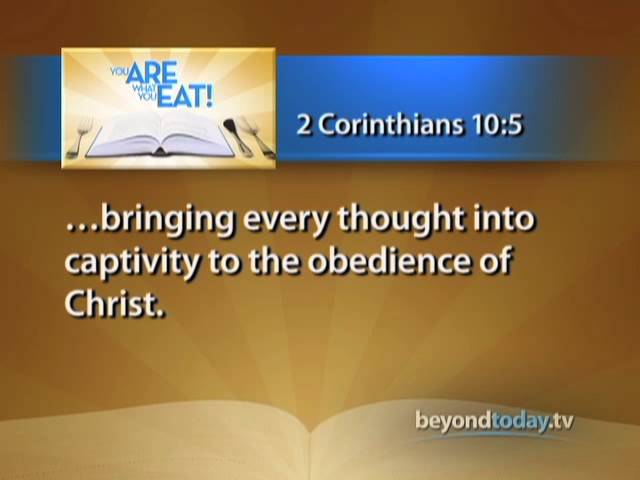 YOU ARE
WHAT
YOU EAT!
2 Corinthians 10:5
...bringing every thought into
captivity to the obedience of
Christ.
beyondtoday.tv